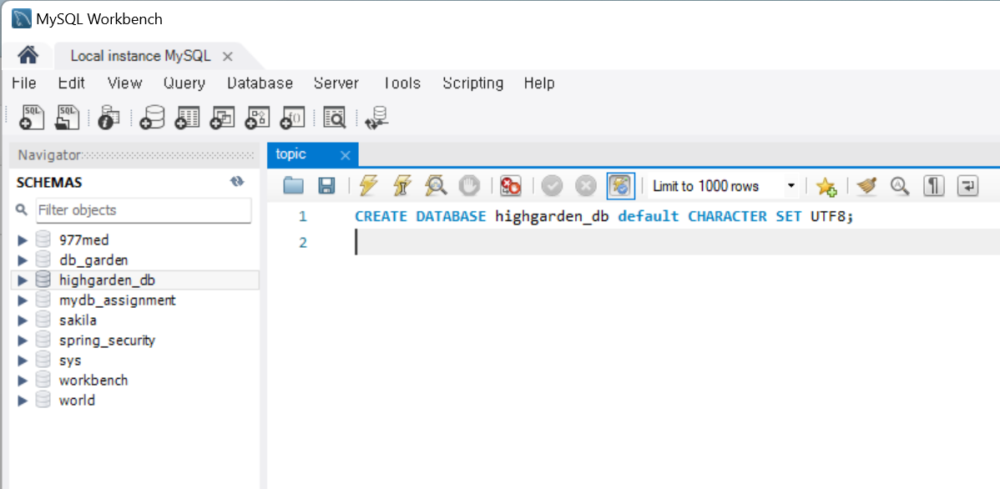 MySQL Workbench
Local instance MySQL
File Edit View Query Database Server Tools Scripting Help
SQL SQL
Navigator
topic
SCHEMAS
Limit to 1000 rows
Filter objects
1 CREATE DATABASE highgarden_db default CHARACTER SET UTF8;
2
977med
db_garden
highgarden_db
mydb_assignment
sakila
spring_security
sys
workbench
world